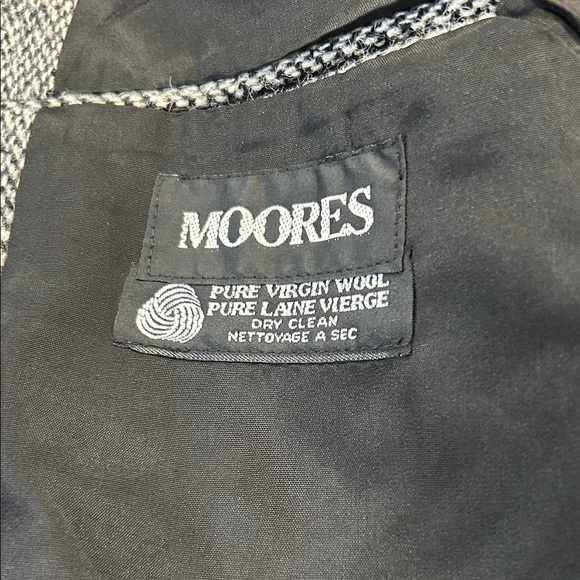 MOORES
PURE VIRGIN WOOL
PURE LAINE VIERGE
DRY CLEAN
NETTOYAGE A SEC